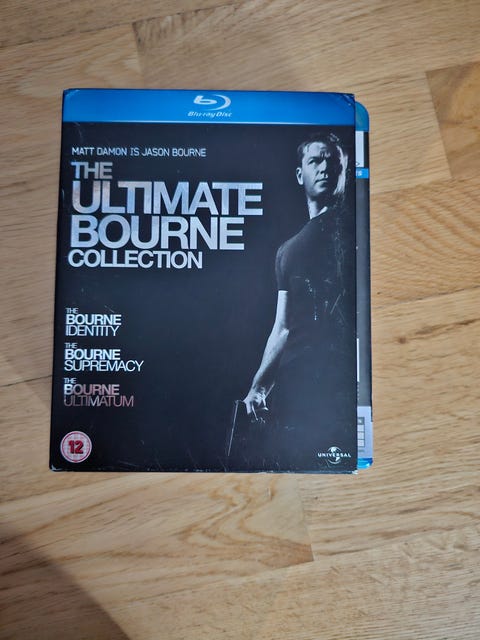 Blu-ray Disc
MATT DAMON IS JASON BOURNE
THE
ULTIMATE
BOURNE
COLLECTION
THE
BOURNE
IDENTITY
THE
BOURNE
SUPREMACY
THE
BOURNE
ULTIMATUM
12
UNIVERSAL